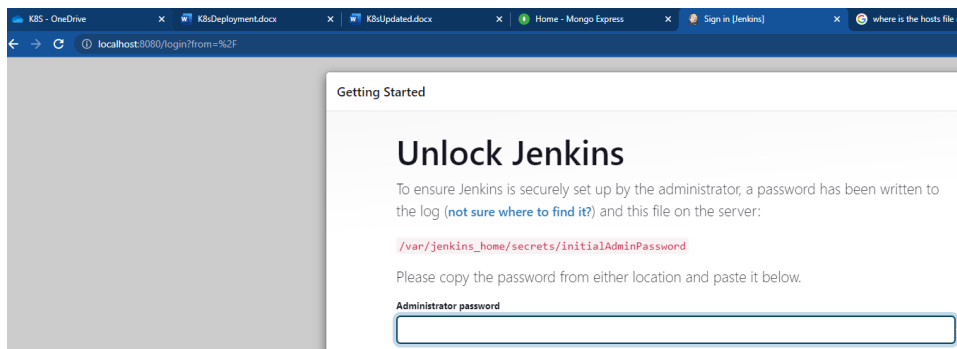 K8S - OneDrive
K8sDeployment.docx
K8sUpdated.docx
Home - Mongo Express
Sign in [Jenkins]
where is the hosts file
localhost:8080/login?from=%2F
Getting Started
Unlock Jenkins
To ensure Jenkins is securely set up by the administrator, a password has been written to
the log (not sure where to find it?) and this file on the server:
/var/jenkins_home/secrets/initialAdminPassword
Please copy the password from either location and paste it below.
Administrator password